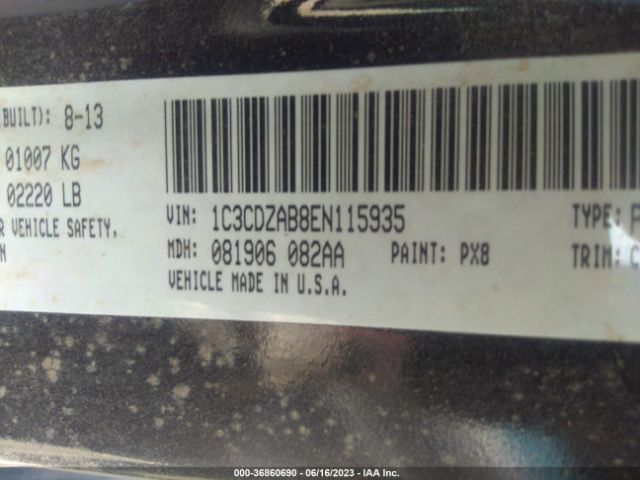 (BUILT): 8-13
01007 KG
02220 LB
R VEHICLE SAFETY,
N
VIN: 1C3CDZAB8EN115935
MDH: 081906 082AA PAINT: PX8
VEHICLE MADE IN U.S.A.
TYPE:
TRIM:
000-36860690 - 06/16/2023 - IAA Inc.